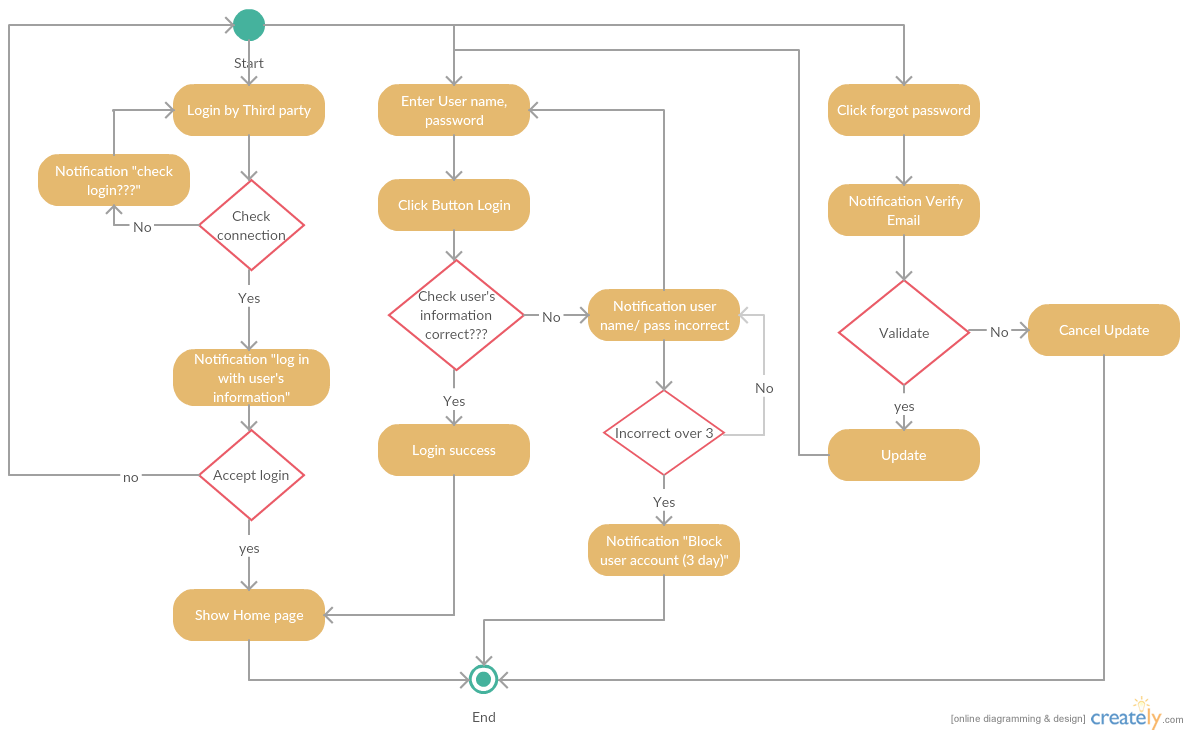 Start
Login by Third party
Notification "check
login???"
Check
connection
No
Yes
Notification "log in
with user's
information"
Accept login
no
yes
Show Home page
Enter User name,
password
Click Button Login
Check user's
information
correct???
No
Yes
Login success
Notification user
name/ pass incorrect
Incorrect over 3
No
Yes
Notification "Block
user account (3 day)"
End
Click forgot password
Notification Verify
Email
Validate
No
Cancel Update
yes
Update
[online diagramming & design] creately.com